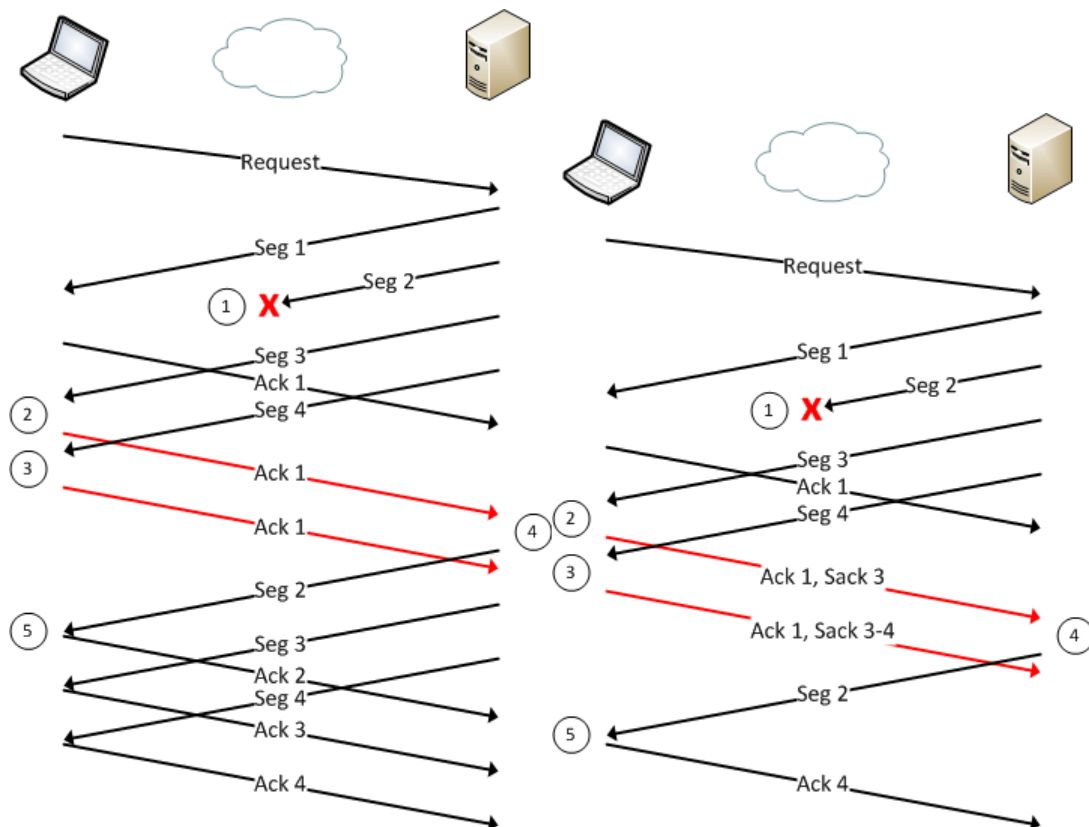 Request
Seg 1
Seg 2
1
X
Seg 3
Ack 1
Seg 4
2
3
Ack 1
Ack 1
4
Seg 2
5
Seg 3
Ack 2
Seg 4
Ack 3
Ack 4
Request
Seg 1
Seg 2
1
X
Seg 3
Ack 1
Seg 4
2
3
Ack 1, Sack 3
Ack 1, Sack 3-4
4
Seg 2
5
Ack 4